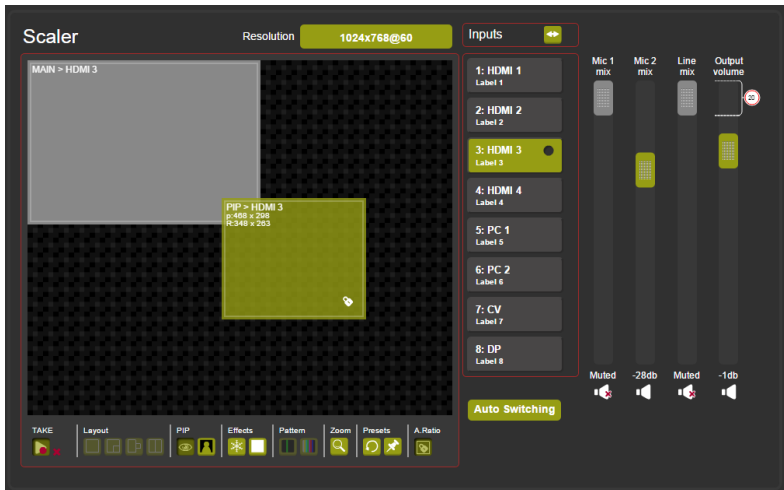 Scaler
Resolution
1024x768@60
Inputs
MAIN > HDMI 3
PIP > HDMI 3
p:468 x 298
R:348 x 263
1: HDMI 1
Label 1
2: HDMI 2
Label 2
3: HDMI 3
Label 3
4: HDMI 4
Label 4
5: PC 1
Label 5
6: PC 2
Label 6
7: CV
Label 7
8: DP
Label 8
Auto Switching
Mic 1
mix
Mic 2
mix
Line
mix
Output
volume
20
Muted
-28db
Muted
-1db
TAKE
Layout
PIP
Effects
Pattern
Zoom
Presets
A.Ratio